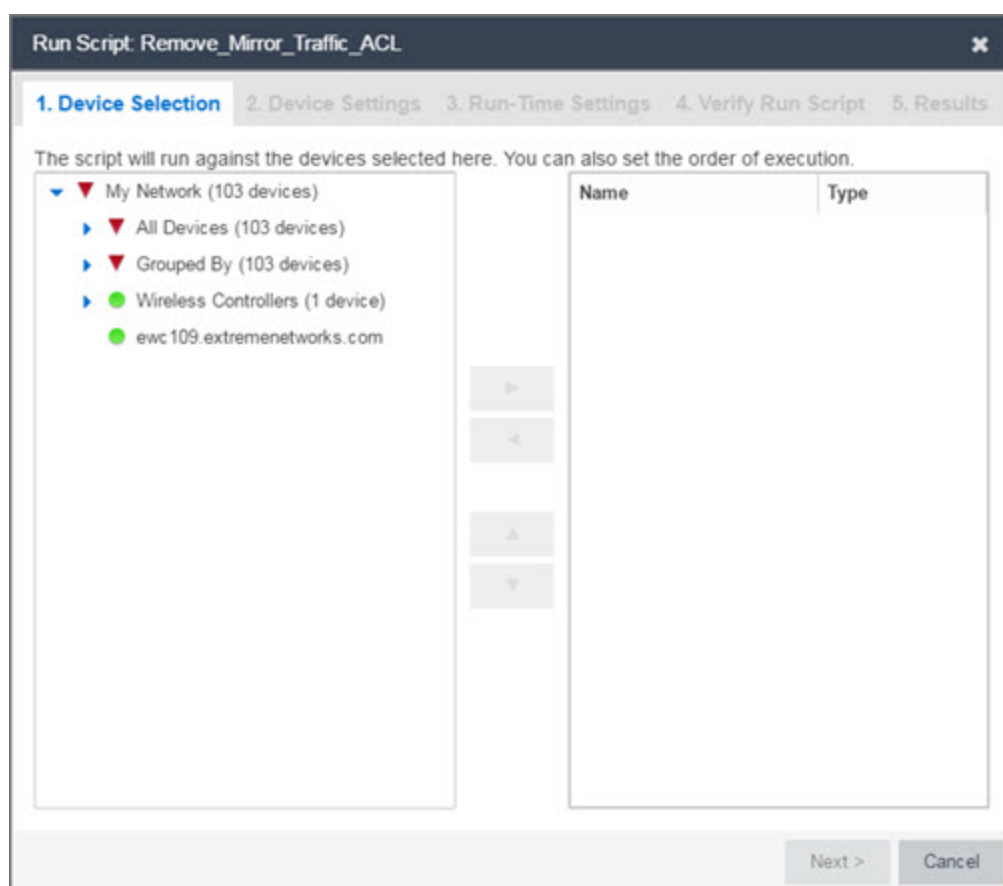 Run Script: Remove_Mirror_Traffic_ACL
1. Device Selection 2. Device Settings 3. Run-Time Settings 4. Verify Run Script 5. Results
The script will run against the devices selected here. You can also set the order of execution.
My Network (103 devices)
All Devices (103 devices)
Grouped By (103 devices)
Wireless Controllers (1 device)
ewc109.extremenetworks.com
Name Type
Next > Cancel